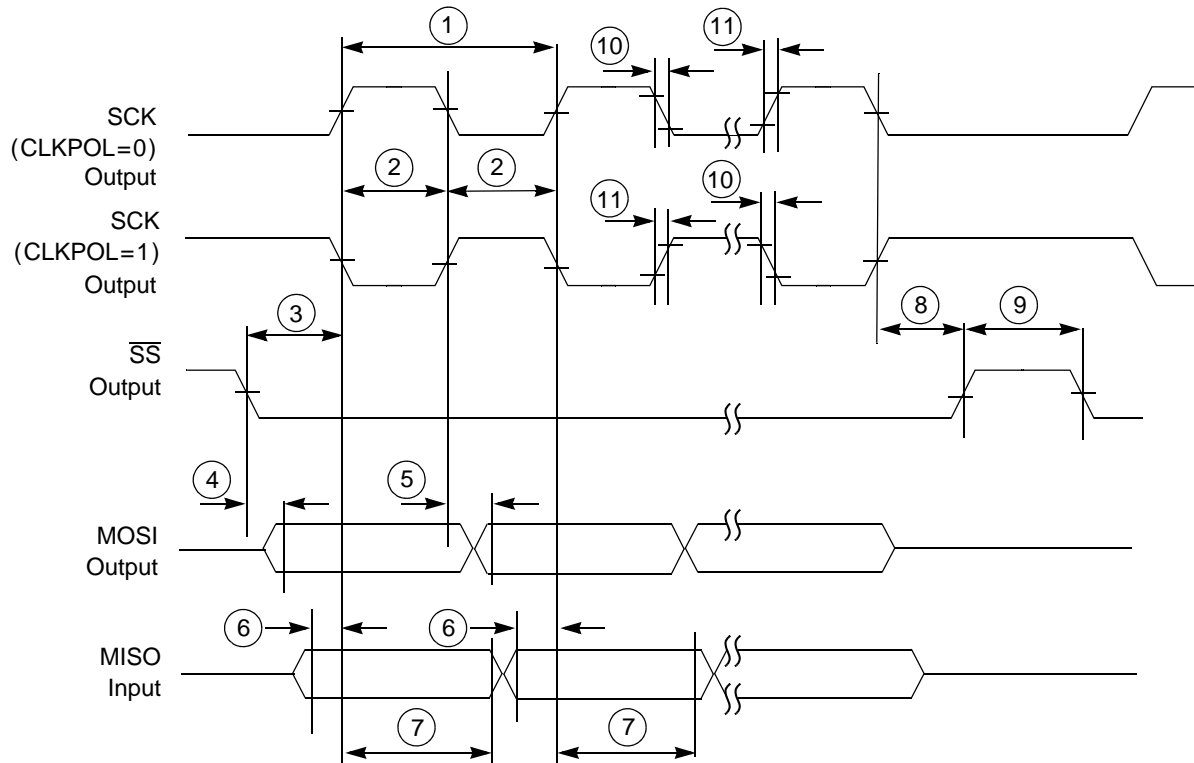 1
10
11
SCK
(CLKPOL=0)
Output
2
2
10
11
SCK
(CLKPOL=1)
Output
3
8
9
SS
Output
4
5
MOSI
Output
6
6
MISO
Input
7
7